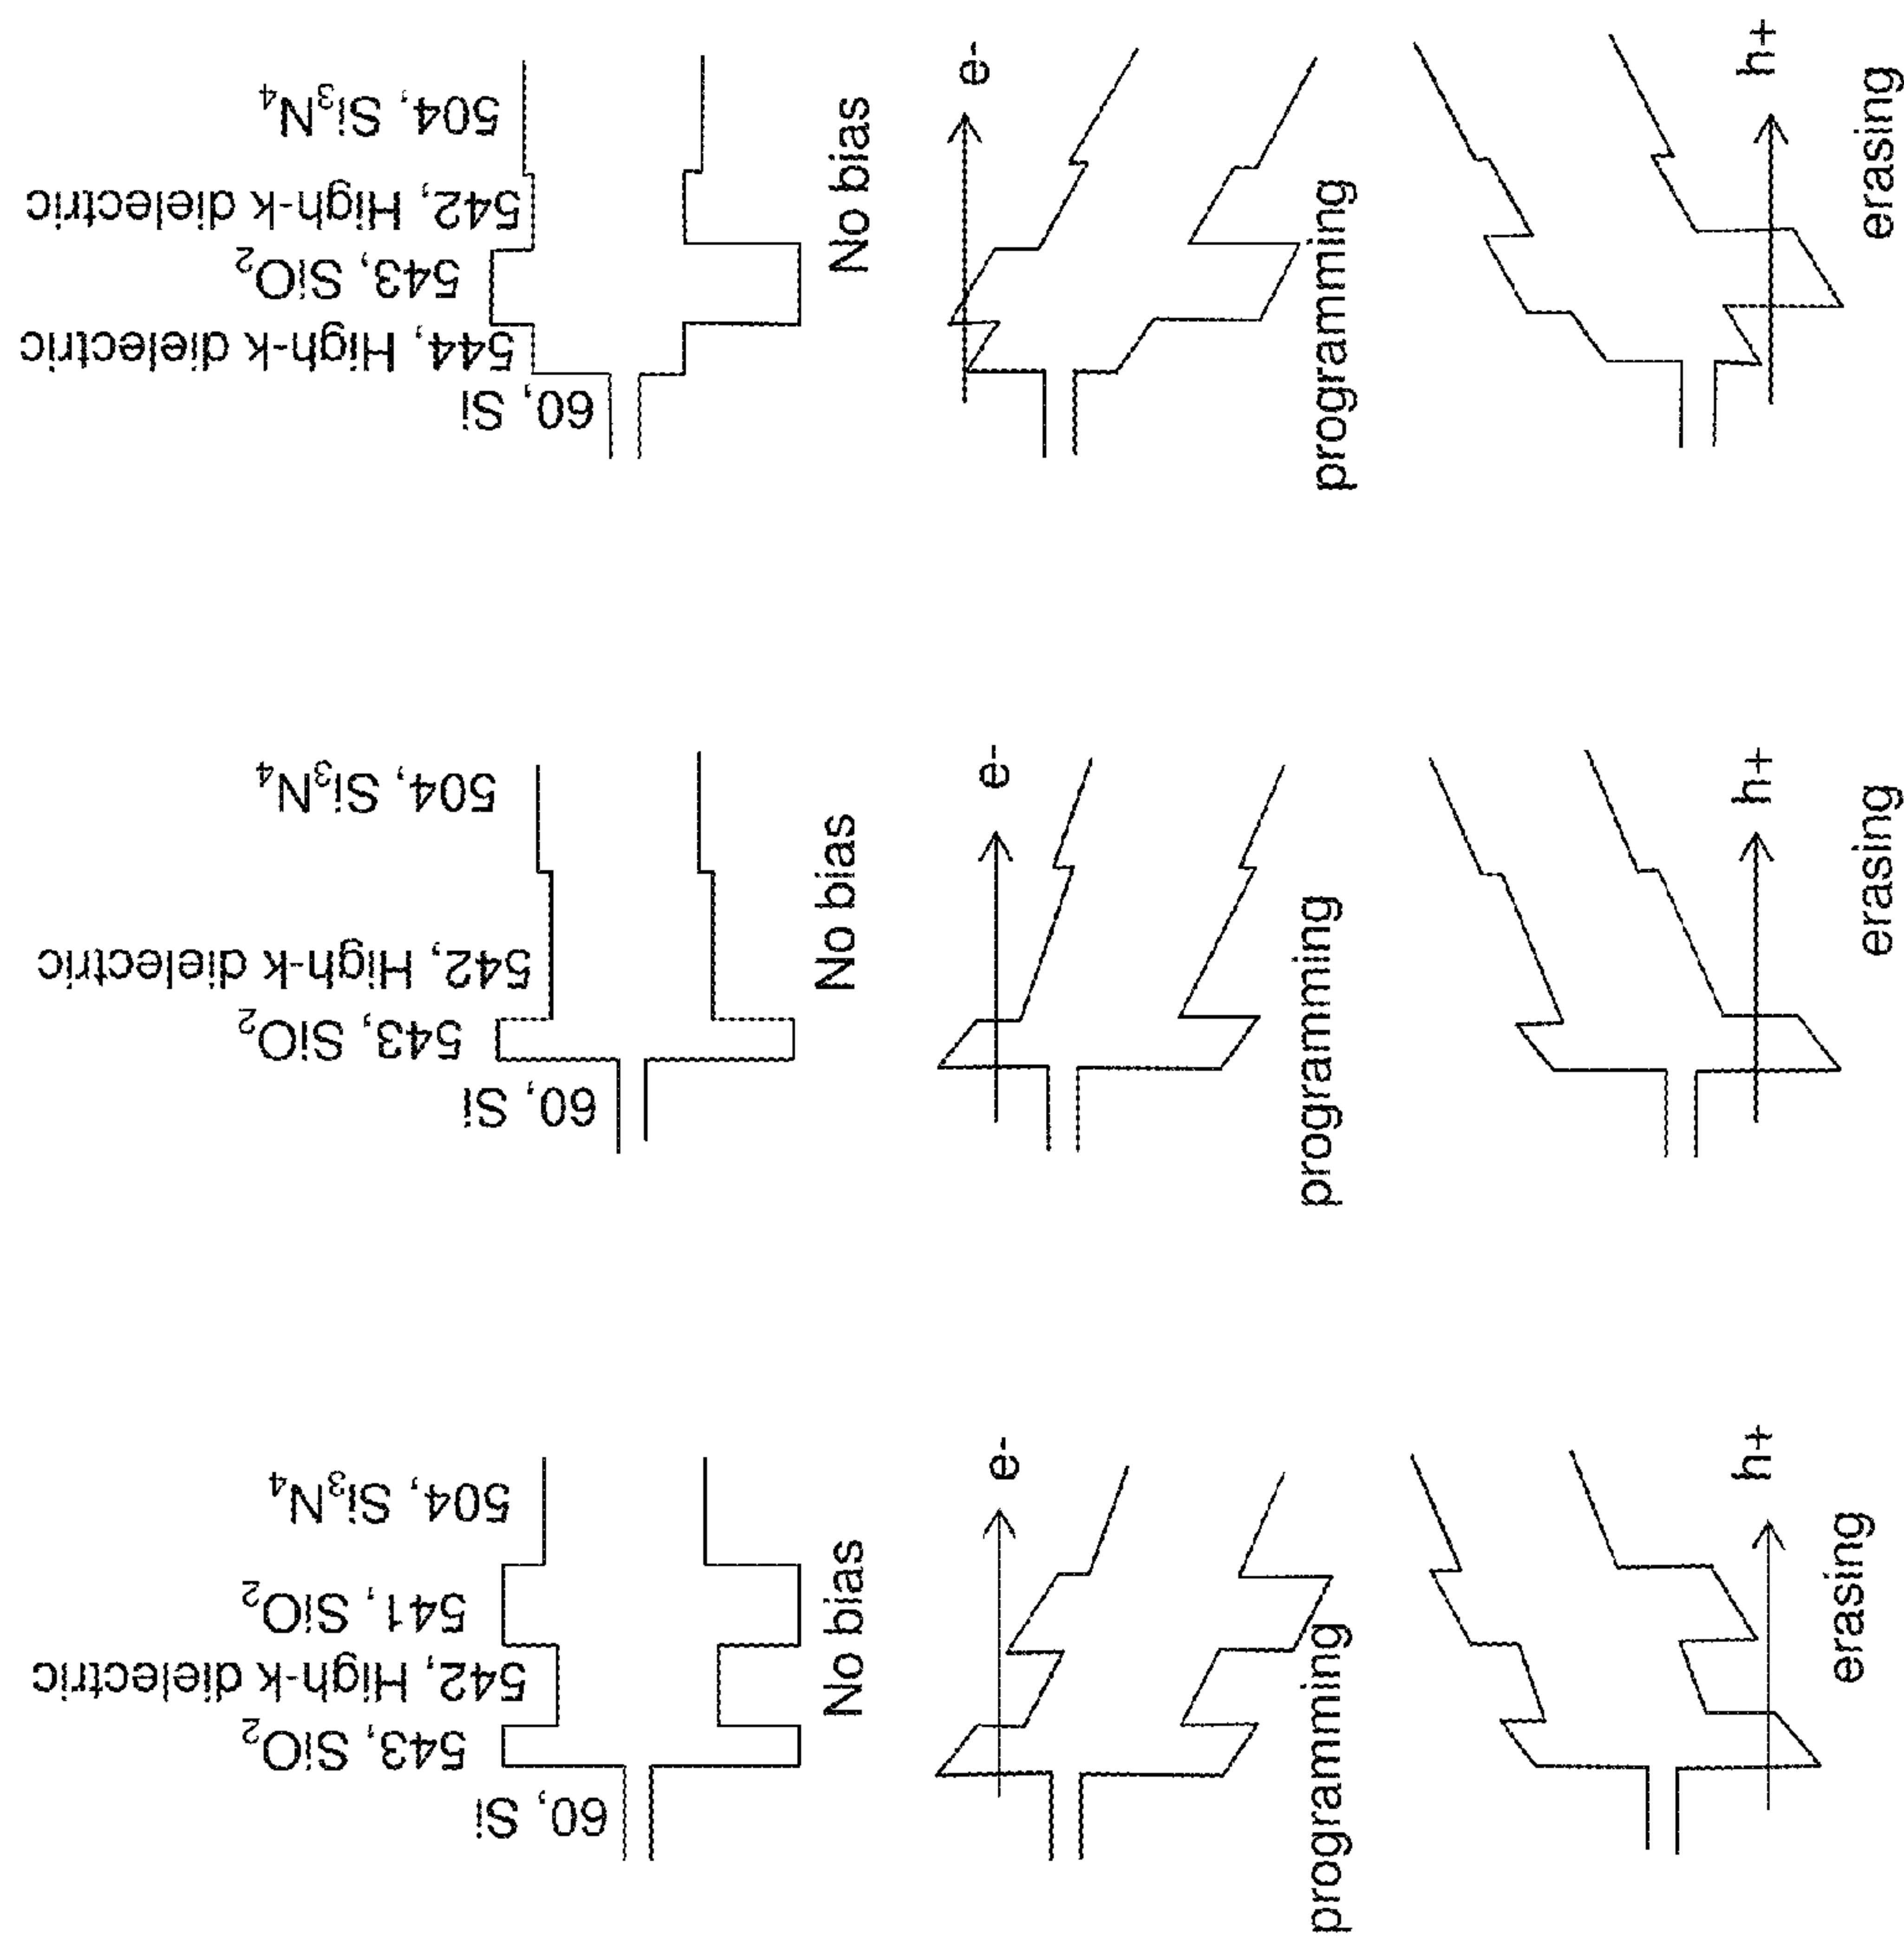 60, Si
543, SiO₂
542, High-k dielectric
541, SiO₂
504, Si₃N₄
No bias
e-
programming
h+
erasing
60, Si
543, SiO₂
542, High-k dielectric
504, Si₃N₄
No bias
e-
programming
h+
erasing
60, Si
544, High-k dielectric
543, SiO₂
542, High-k dielectric
504, Si₃N₄
No bias
e-
programming
h+
erasing